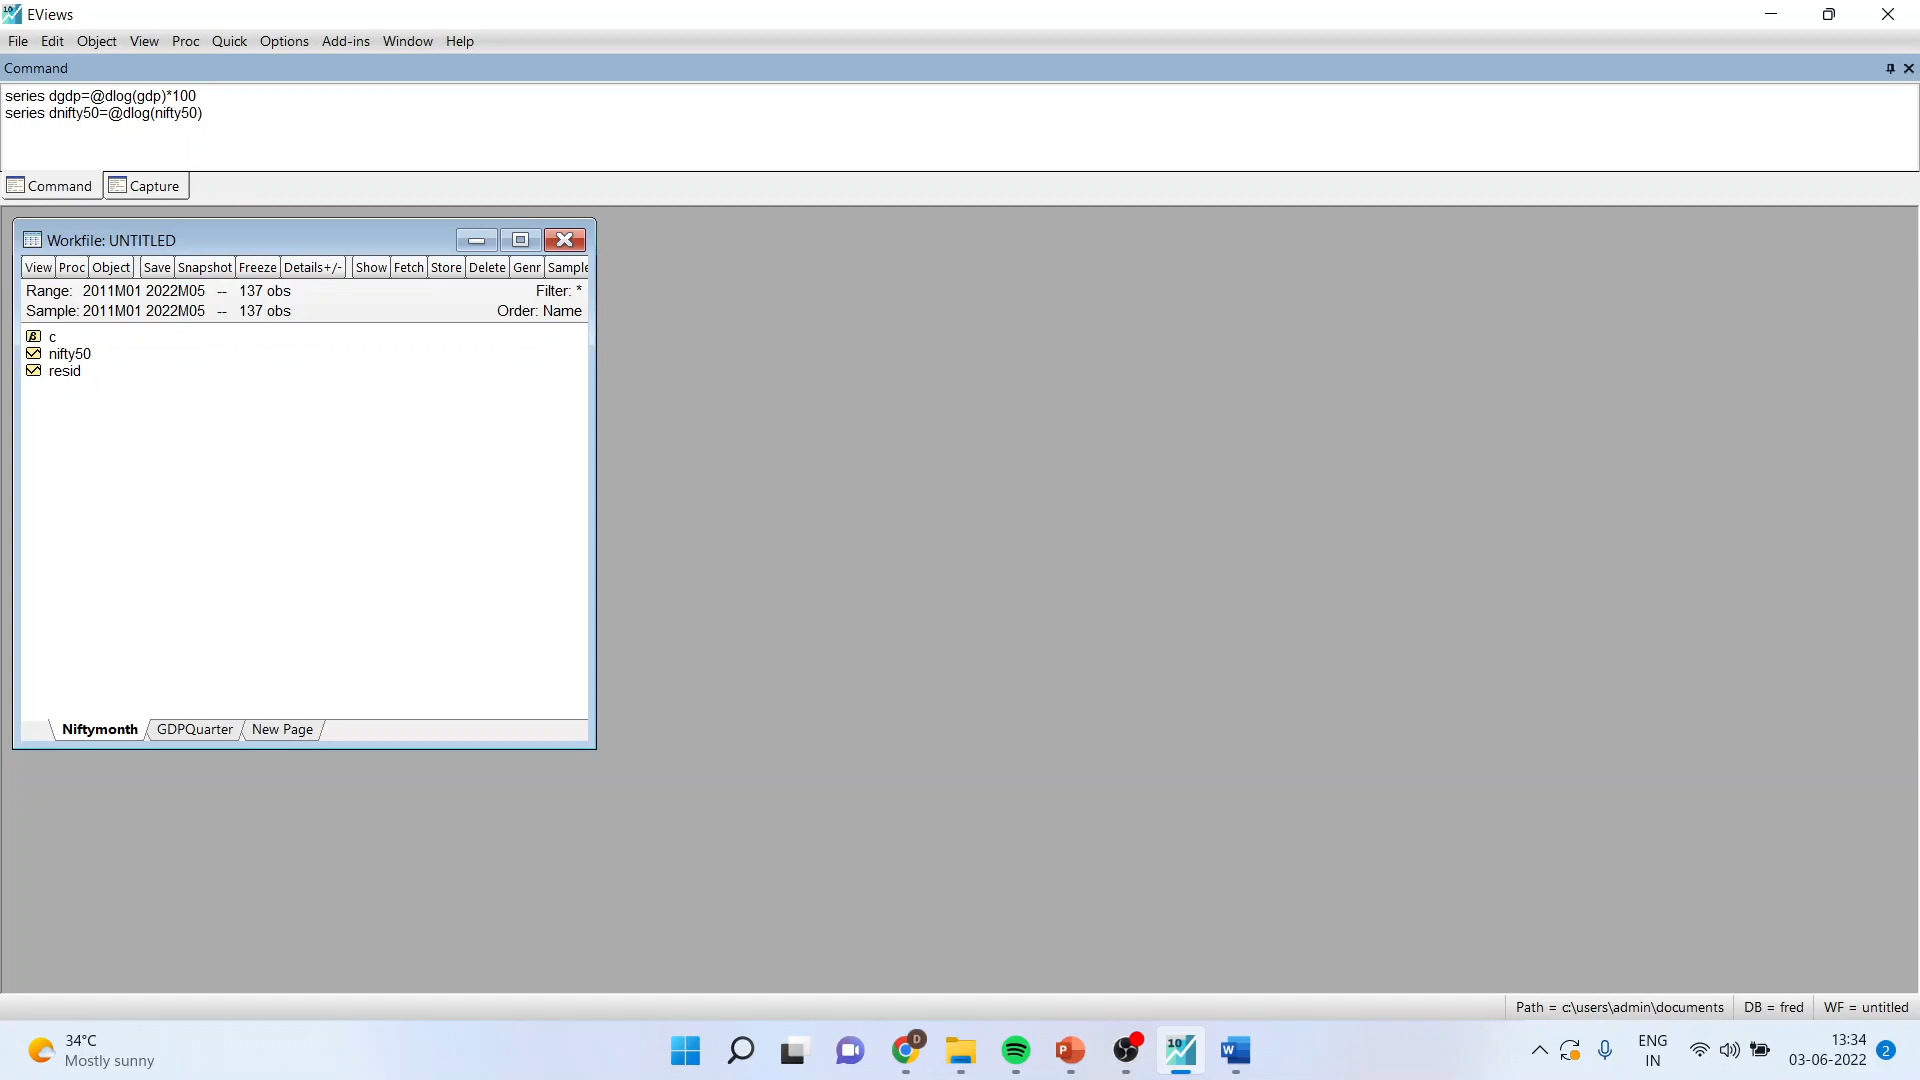 EViews
File Edit Object View Proc Quick Options Add-ins Window Help
Command
series dgdp=@dlog(gdp)*100
series dnifty50=@dlog(nifty50)
Command Capture
Workfile: UNTITLED
View Proc Object Save Snapshot Freeze Details+/- Show Fetch Store Delete Genr Sample
Range: 2011M01 2022M05 -- 137 obs Filter: *
Sample: 2011M01 2022M05 -- 137 obs Order: Name
c
nifty50
resid
Niftymonth GDPQuarter New Page
Path = c:\users\admin\documents DB = fred WF = untitled
34°C
Mostly sunny
D
10
P
W
ENG
IN
13:34
03-06-2022
2